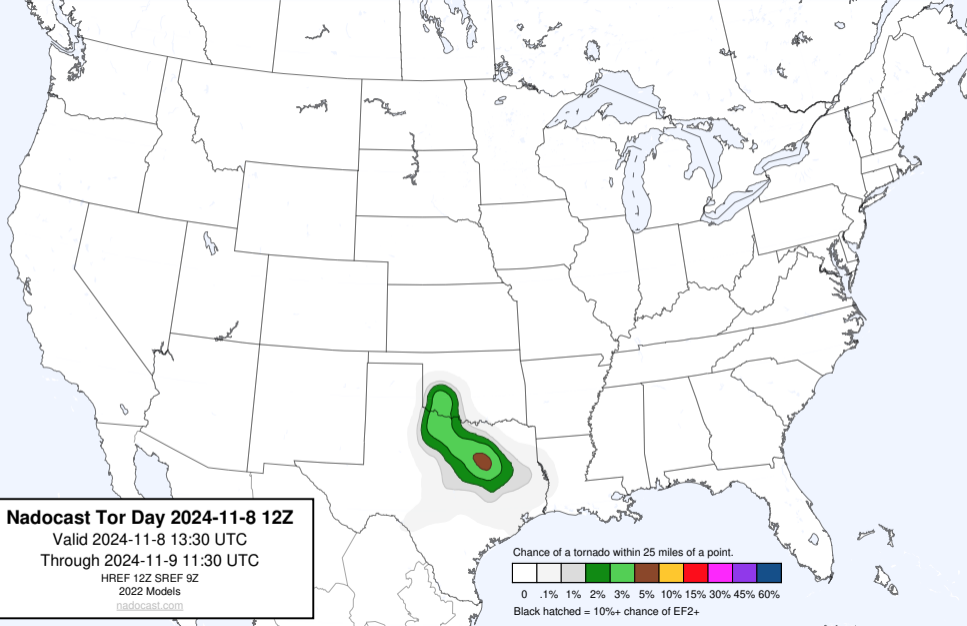 Nadocast Tor Day 2024-11-8 12Z
Valid 2024-11-8 13:30 UTC
Through 2024-11-9 11:30 UTC
HREF 12Z SREF 9Z
2022 Models
nadocast.com
Chance of a tornado within 25 miles of a point.
0 .1% 1% 2% 3% 5% 10% 15% 30% 45% 60%
Black hatched = 10%+ chance of EF2+